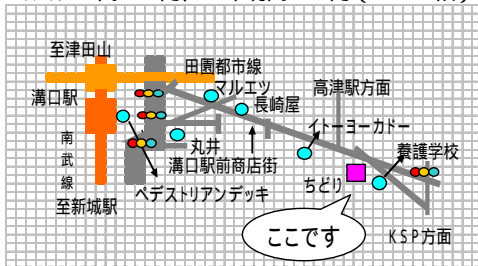 至津田山
田園都市線
マルエツ
高津駅方面
溝口駅
長崎屋
イトーヨーカドー
南武線
丸井
養護学校
溝口駅前商店街
ちどり
ペデストリアンデッキ
至新城駅
ここです
KSP方面